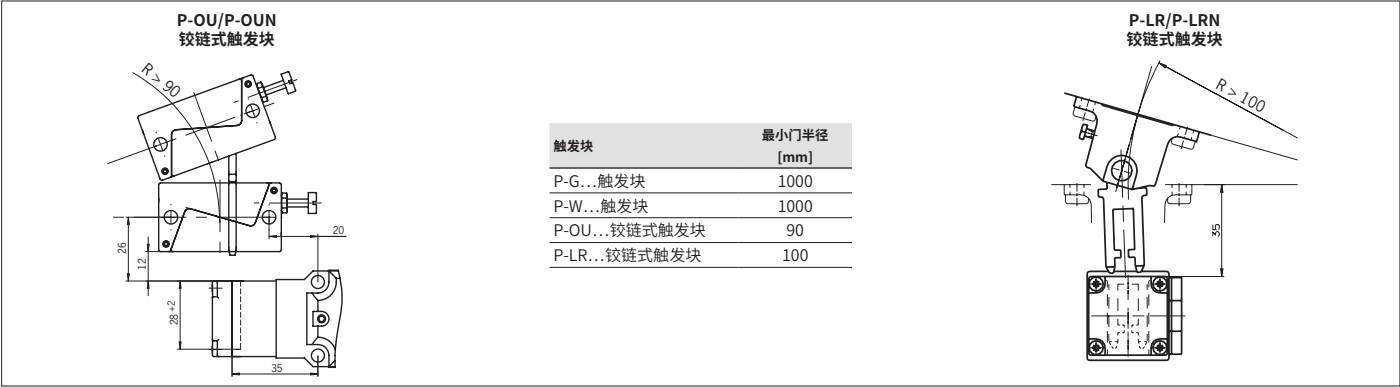 P-OU/P-OUN
铰链式触发块
R > 90
20
26
12
28 +2
35
触发块 最小门半径
[mm]
P-G…触发块 1000
P-W…触发块 1000
P-OU…铰链式触发块 90
P-LR…铰链式触发块 100
P-LR/P-LRN
铰链式触发块
R > 100
35